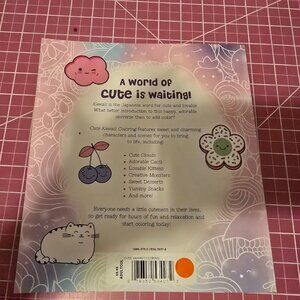 A WORLD OF
CUTE IS WAITING!
Kawaii is the Japanese word for cute and lovable.
What better introduction to this happy, adorable
universe than to add color?
Cute Kawaii Coloring features sweet and charming
characters and scenes for you to bring
to life, including:
• Cute Clouds
• Adorable Cacti
• Lovable Kittens
• Creative Monsters
• Sweet Desserts
• Yummy Snacks
• And more!
Everyone needs a little cuteness in their lives,
so get ready for hours of fun and relaxation and
start coloring today!